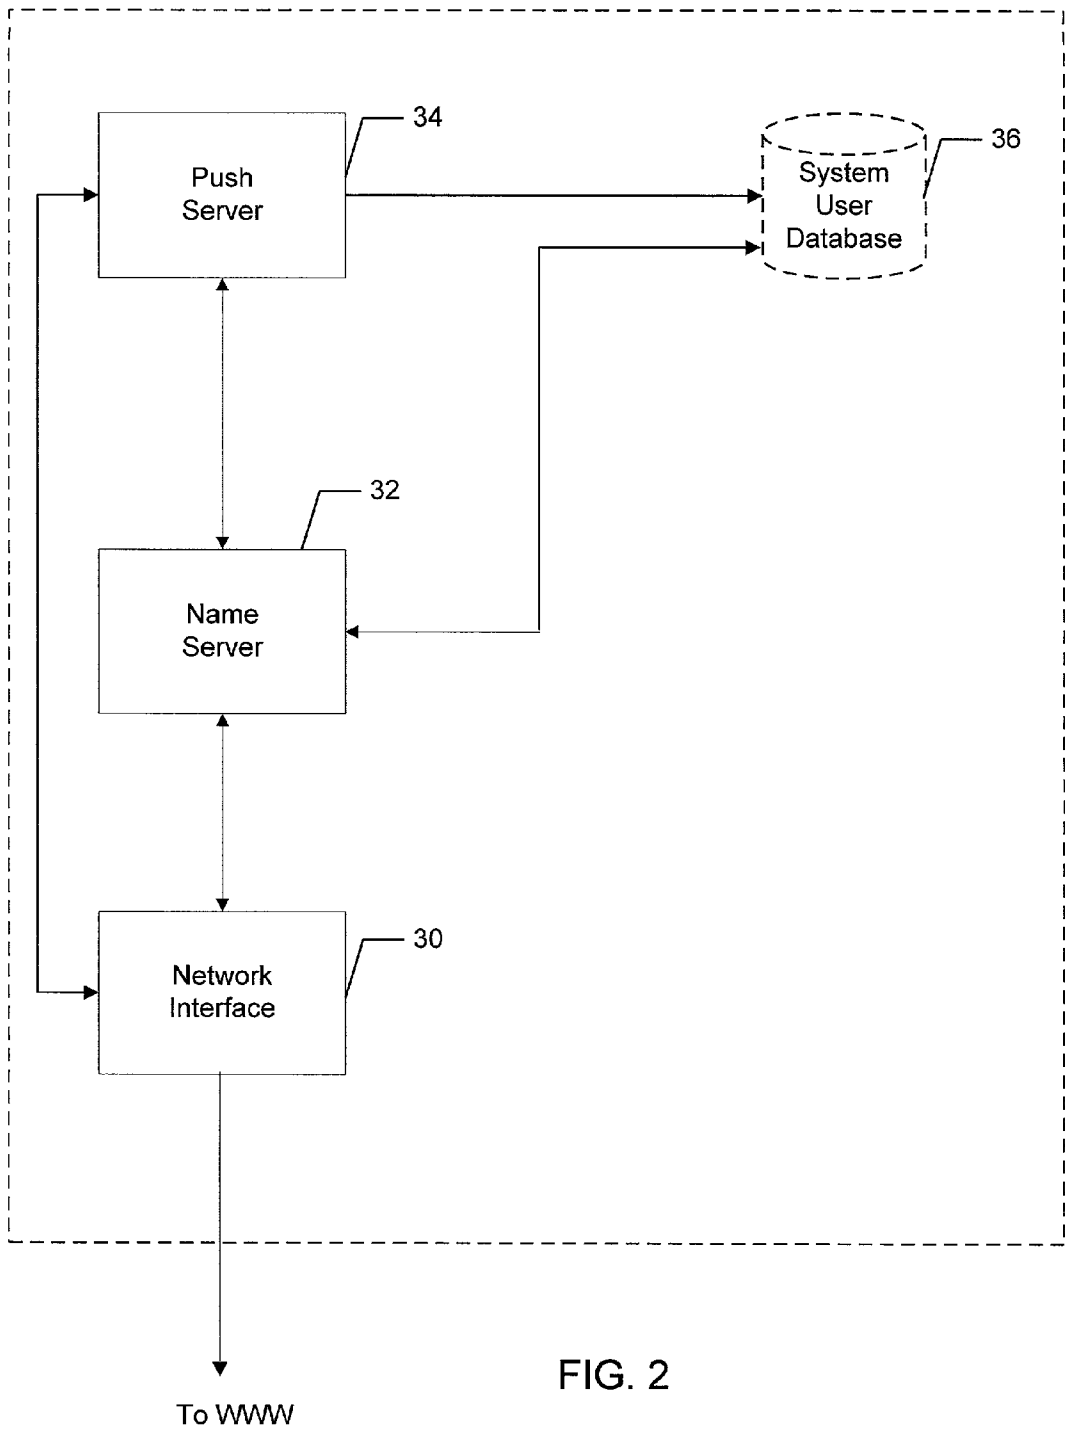 34
Push
Server
36
System
User
Database
32
Name
Server
30
Network
Interface
FIG. 2
To WWW